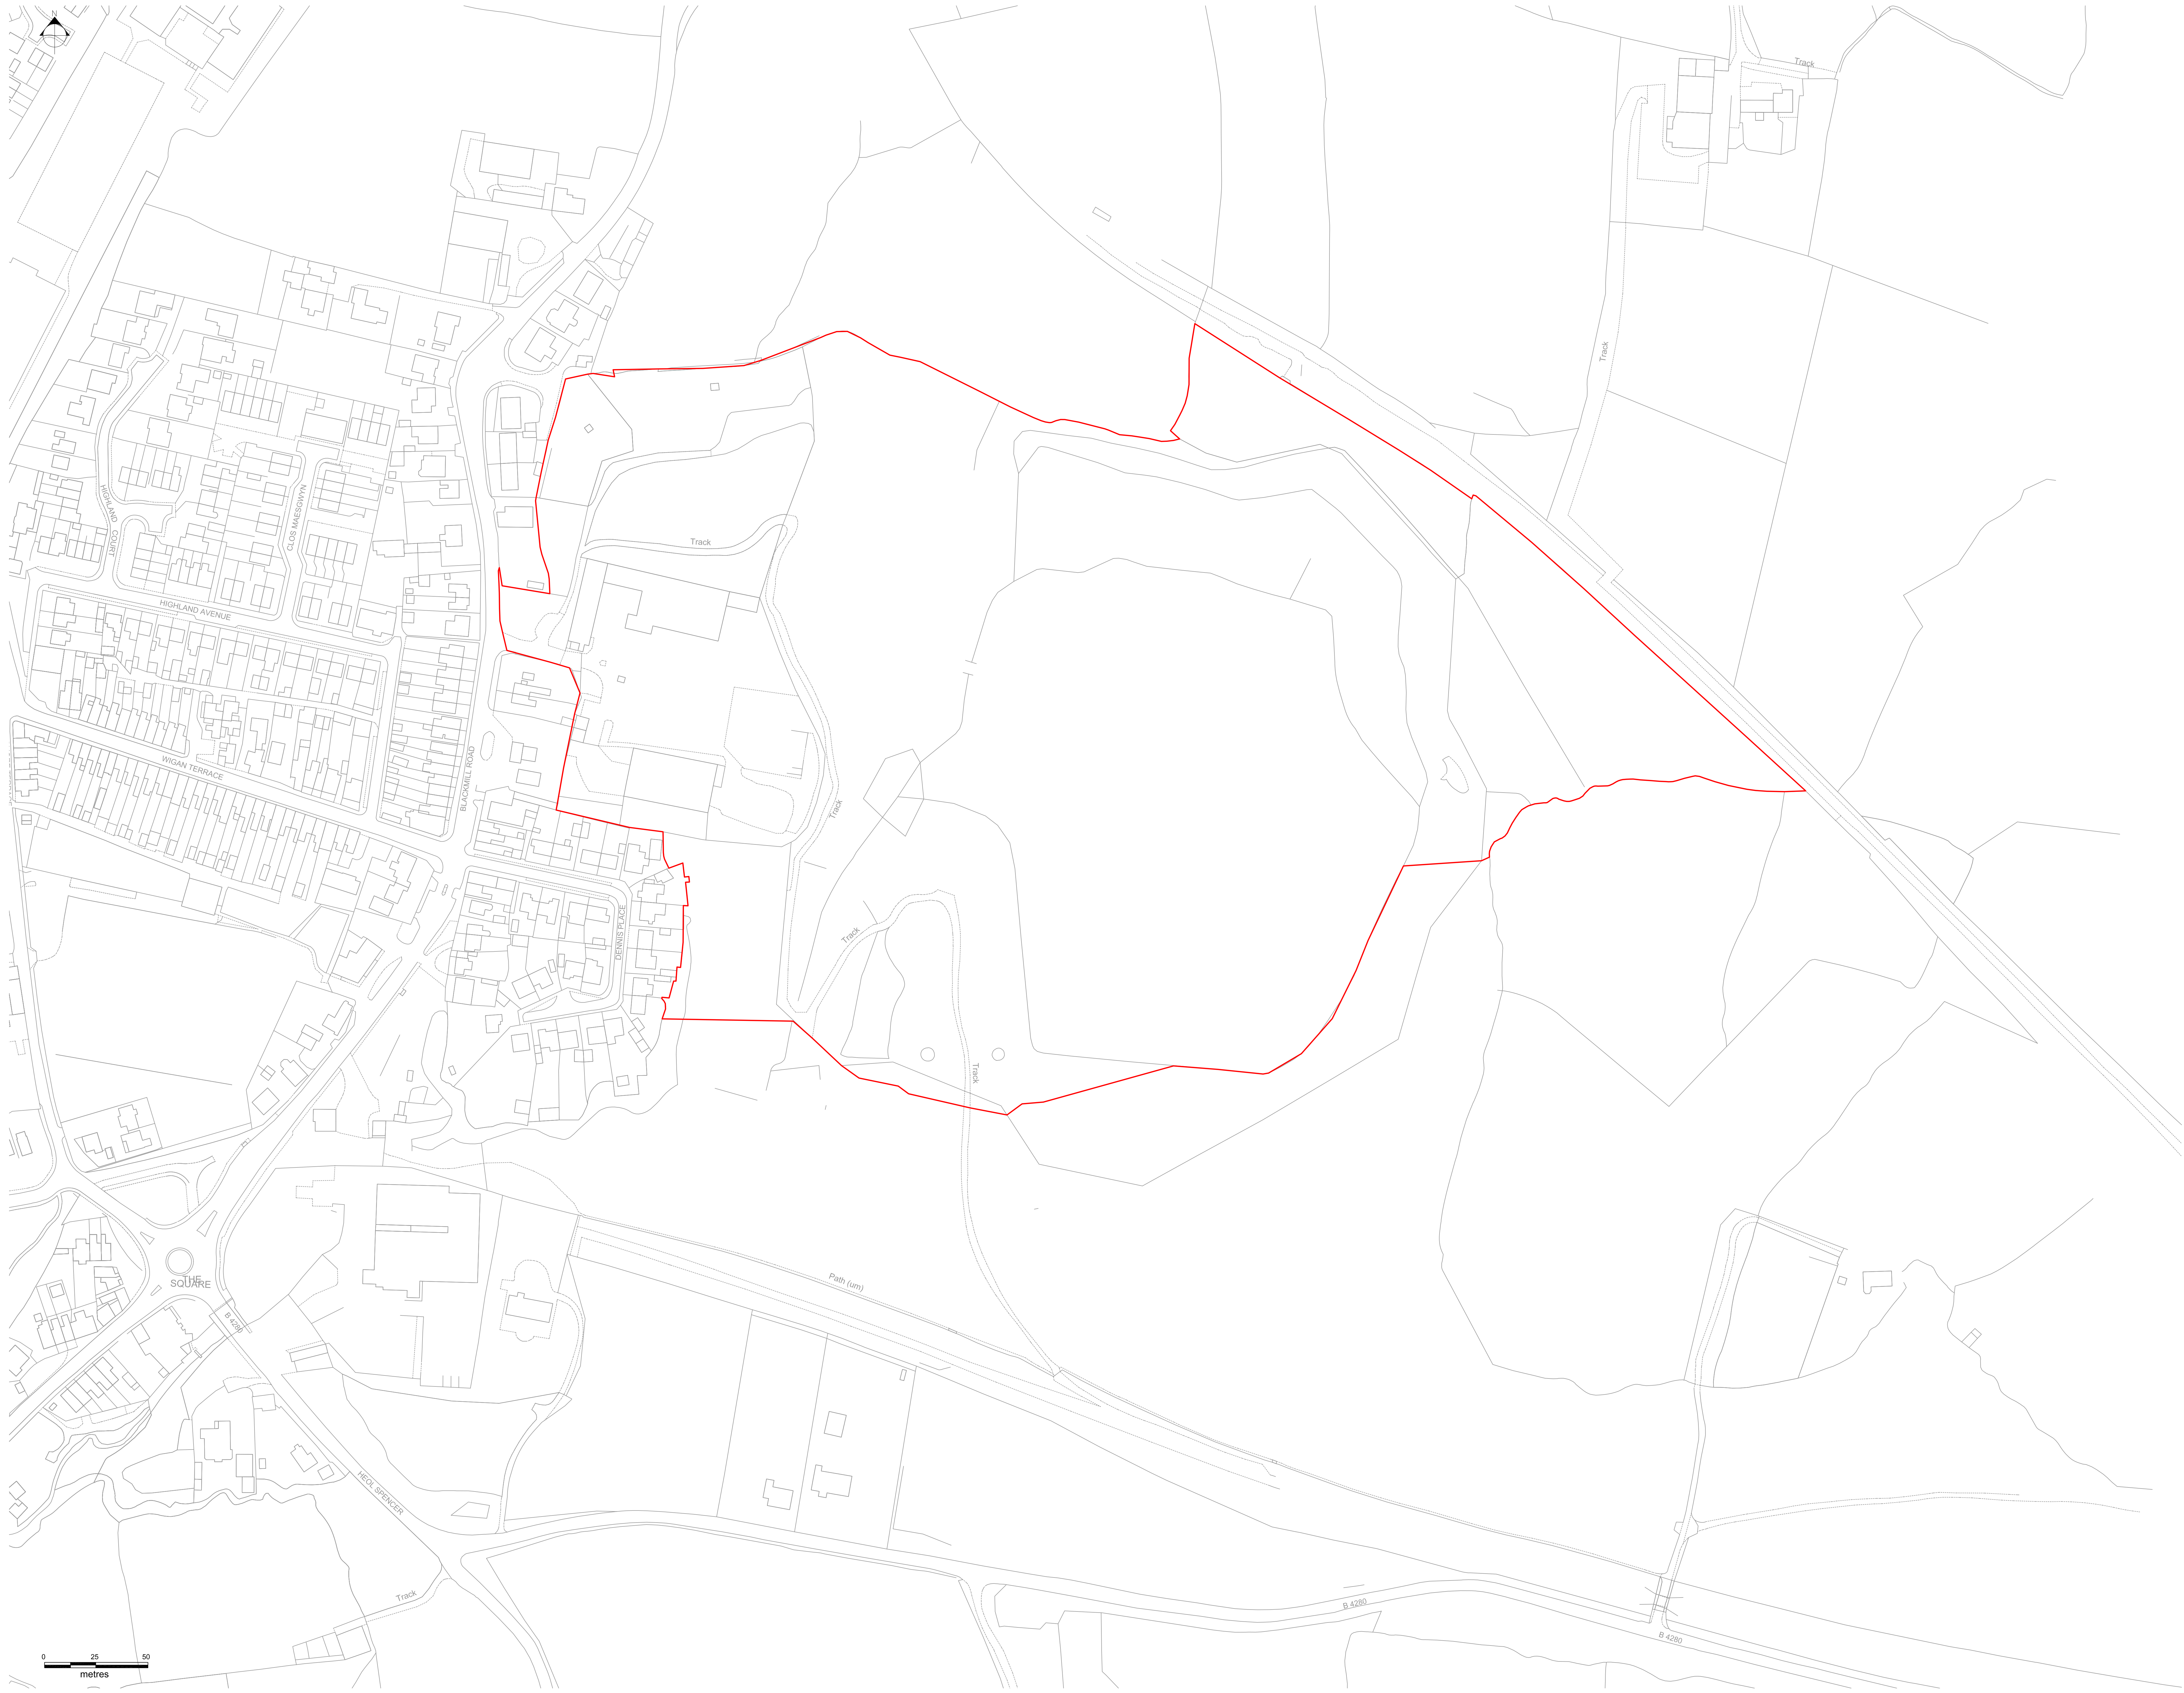 N
Track
Track
HIGHLAND COURT
CLOS MAESGWYN
Track
HIGHLAND AVENUE
BLACKMILL ROAD
WIGAN TERRACE
Track
DENNIS PLACE
Track
Track
THE
SQUARE
Path (um)
B 4280
HEOL SPENCER
Track
B 4280
B 4280
0 25 50
metres